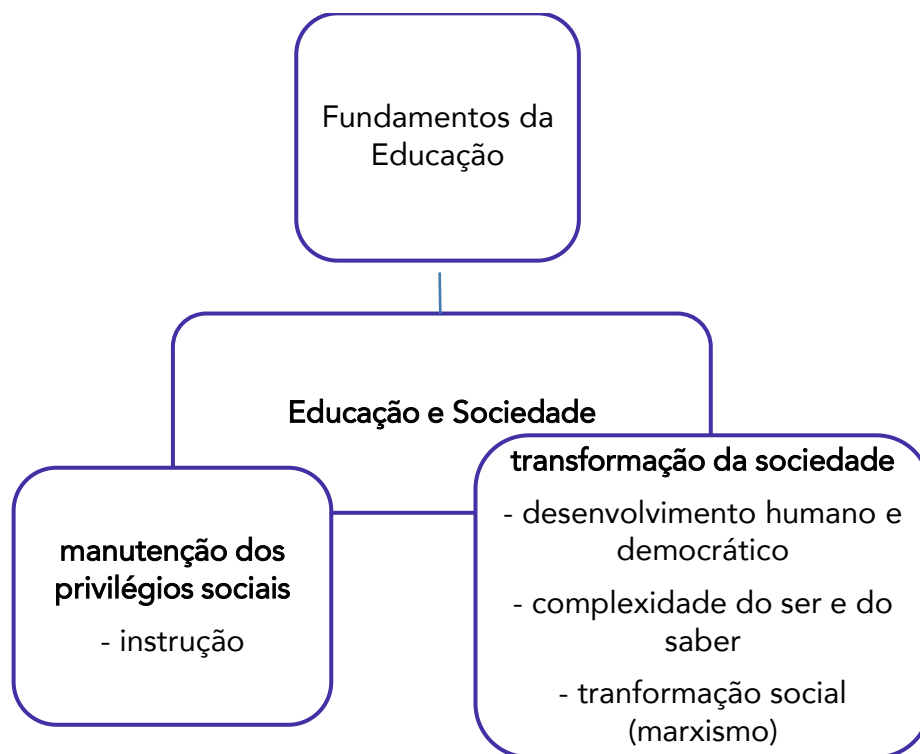 Fundamentos da
Educação
Educação e Sociedade
manutenção dos
privilégios sociais
- instrução
transformação da sociedade
- desenvolvimento humano e
democrático
- complexidade do ser e do
saber
- tranformação social
(marxismo)